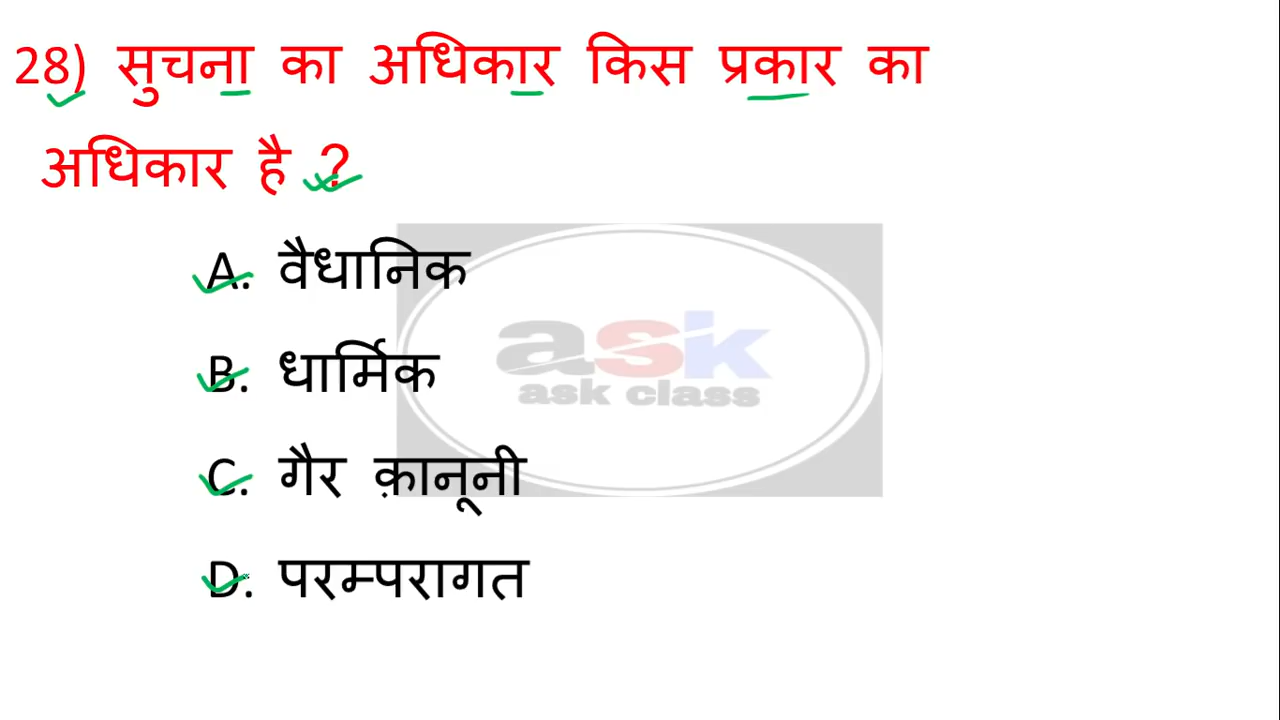 28) सुचना का अधिकार किस प्रकार का
अधिकार है ?
A. वैधानिक
B. धार्मिक
C. गैर क़ानूनी
D. परम्परागत
ask
ask class